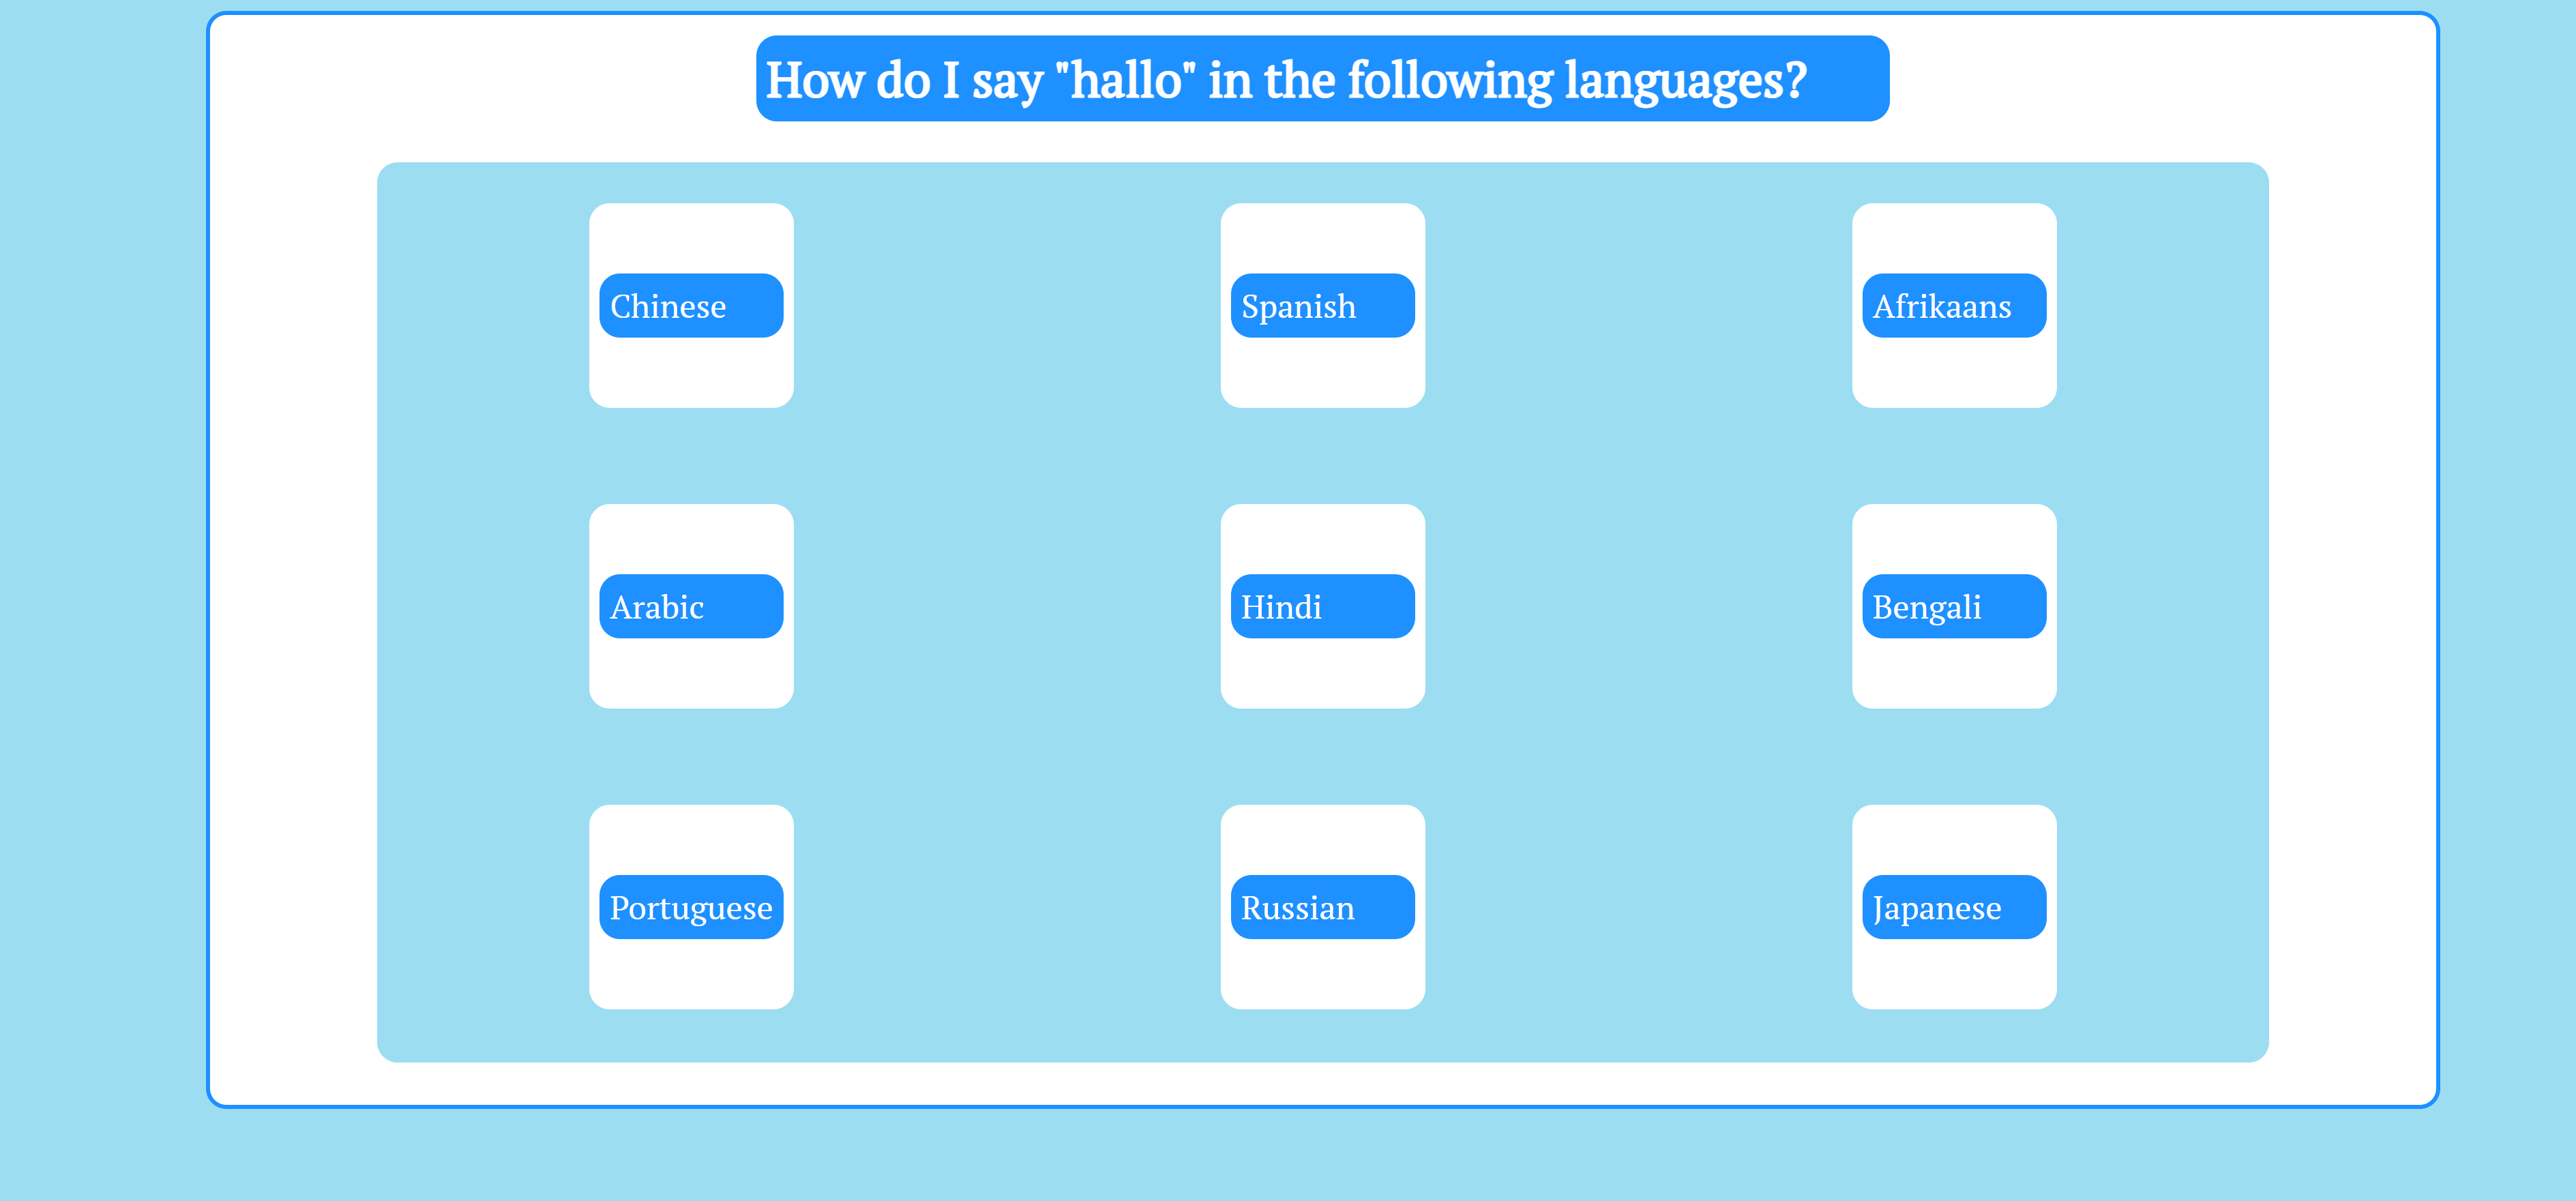 How do I say "hallo" in the following languages?
Chinese
Spanish
Afrikaans
Arabic
Hindi
Bengali
Portuguese
Russian
Japanese